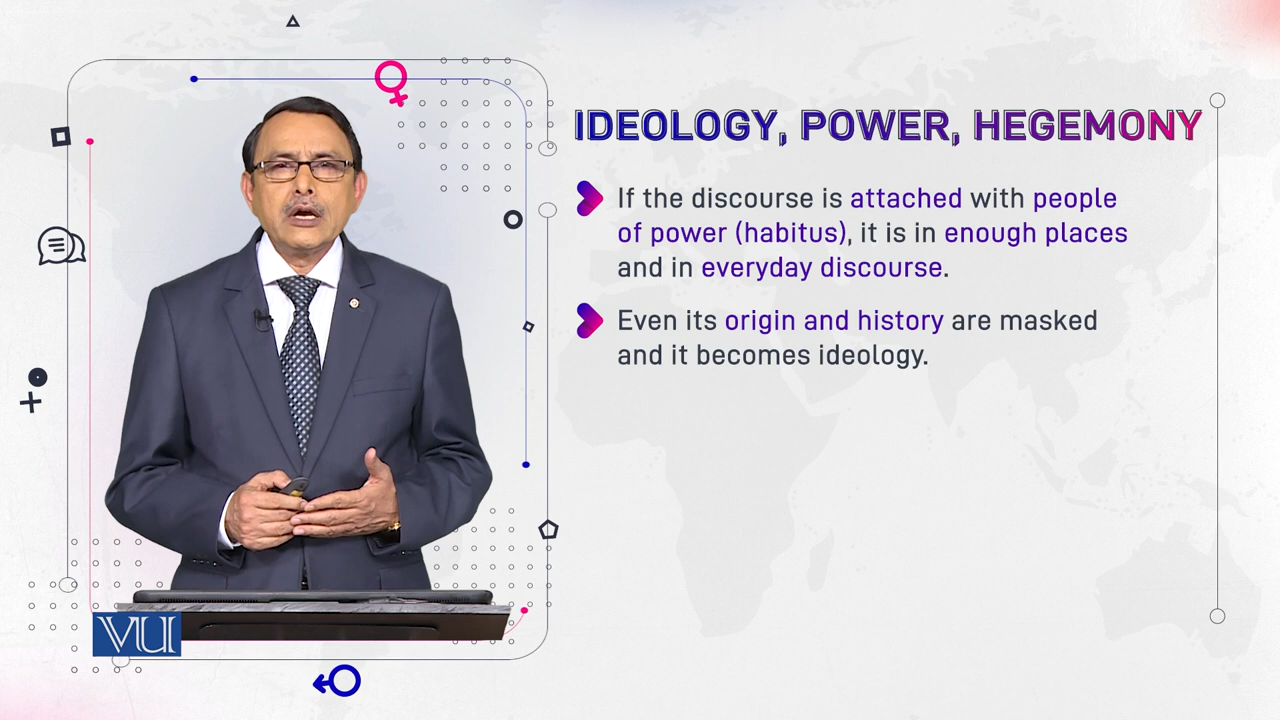 IDEOLOGY, POWER, HEGEMONY
If the discourse is attached with people
of power (habitus), it is in enough places
and in everyday discourse.
Even its origin and history are masked
and it becomes ideology.
VU